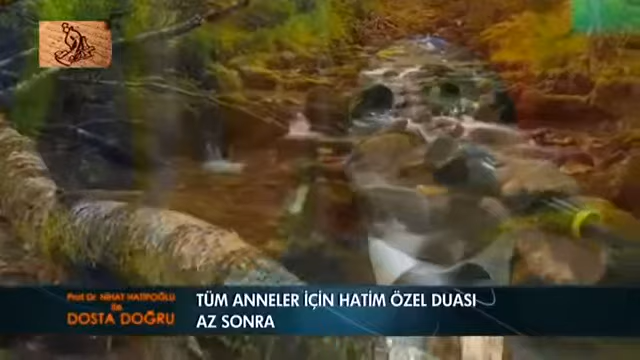 Prof. Dr. NİHAT HATİPOĞLU
ile
DOSTA DOĞRU
TÜM ANNELER İÇİN HATİM ÖZEL DUASI
AZ SONRA